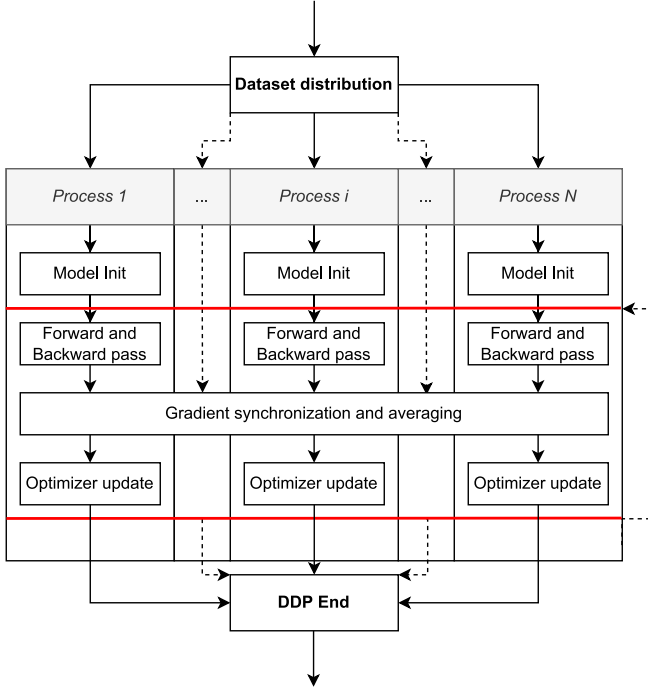 Dataset distribution
Process 1
...
Process i
...
Process N
Model Init
Model Init
Model Init
Forward and
Backward pass
Forward and
Backward pass
Forward and
Backward pass
Gradient synchronization and averaging
Optimizer update
Optimizer update
Optimizer update
DDP End